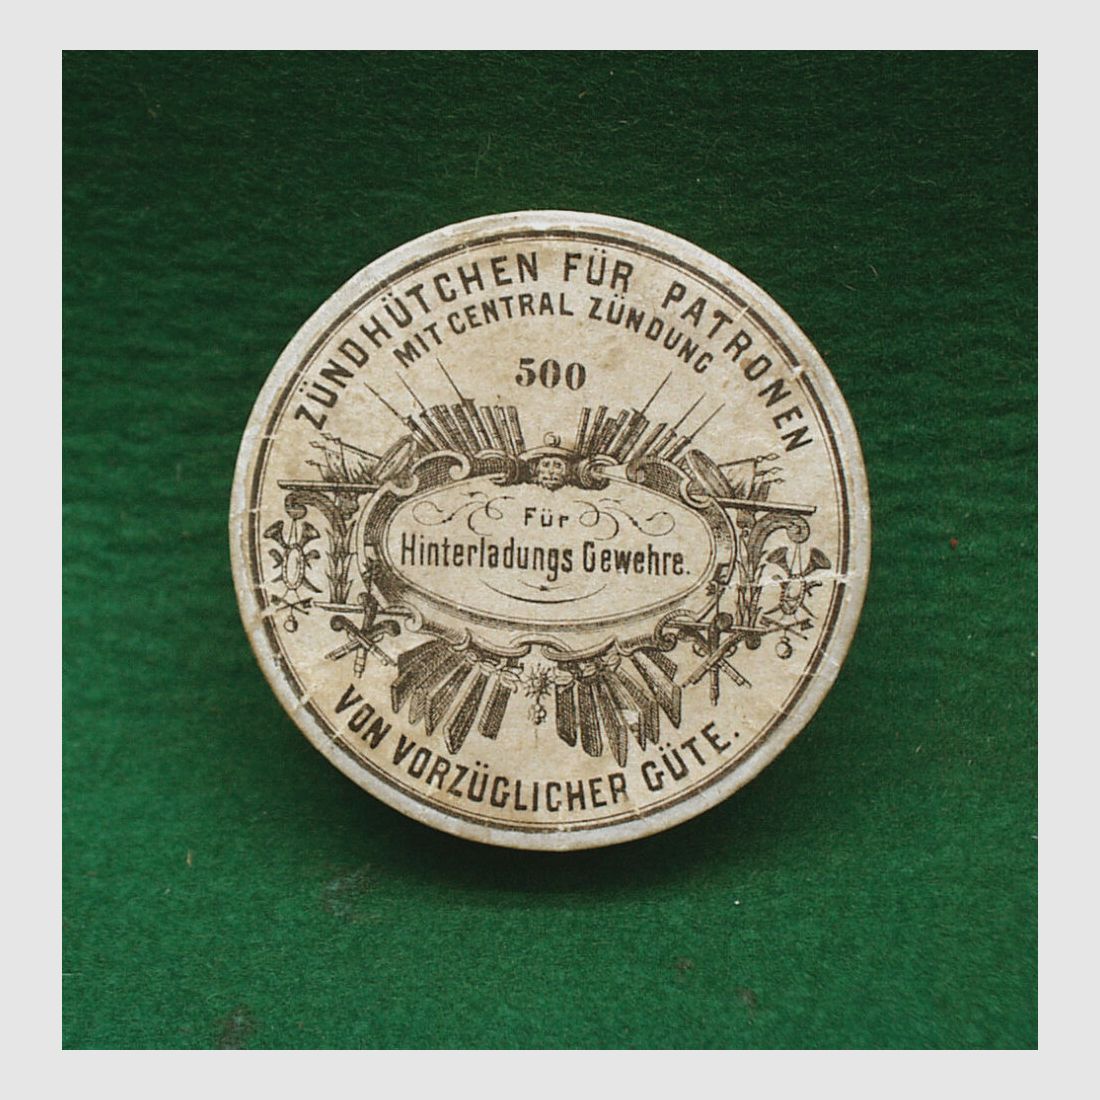 ZÜNDHÜTCHEN FÜR PATRONEN
MIT CENTRAL ZÜNDUNG
500
Für
Hinterladungs Gewehre.
VON VORZÜGLICHER GÜTE.